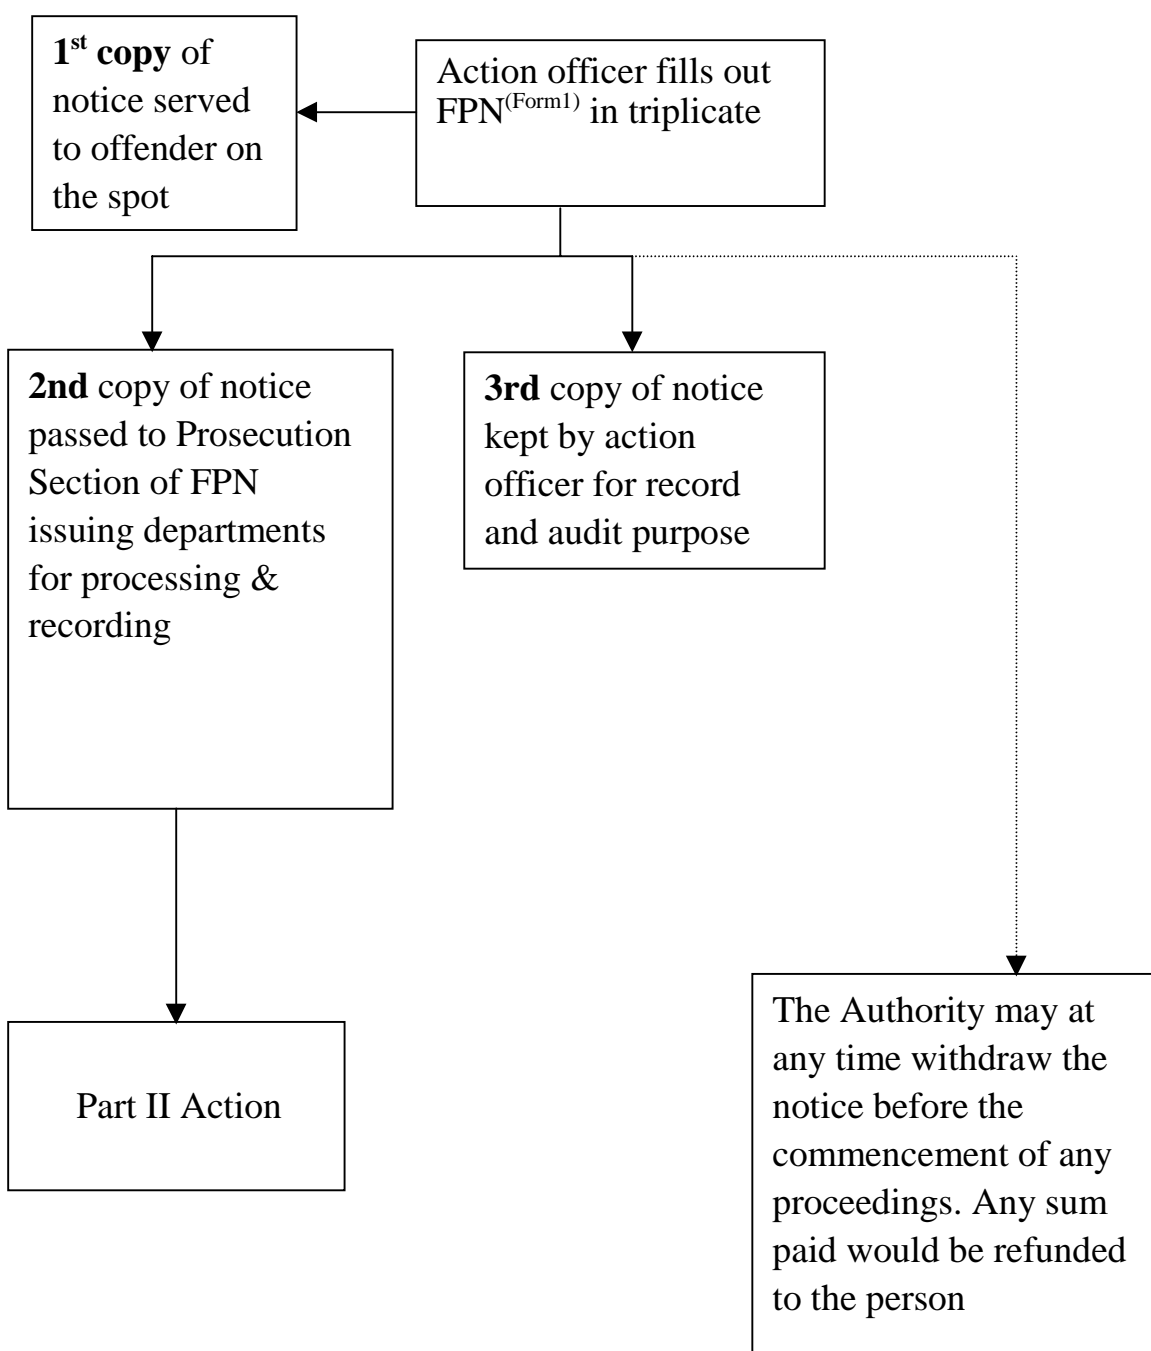 1st copy of
notice served
to offender on
the spot
Action officer fills out
FPN(Form1) in triplicate
2nd copy of notice
passed to Prosecution
Section of FPN
issuing departments
for processing &
recording
3rd copy of notice
kept by action
officer for record
and audit purpose
Part II Action
The Authority may at
any time withdraw the
notice before the
commencement of any
proceedings. Any sum
paid would be refunded
to the person